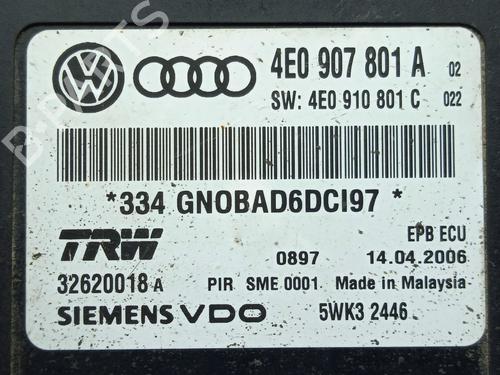 4E0 907 801 A 02
SW: 4E0 910 801 C 022
*334 GNOBAD6DCI97 *
TRW EPB ECU
0897 14.04.2006
32620018 A PIR SME 0001 Made in Malaysia
SIEMENS VDO 5WK3 2446
B-PARTS